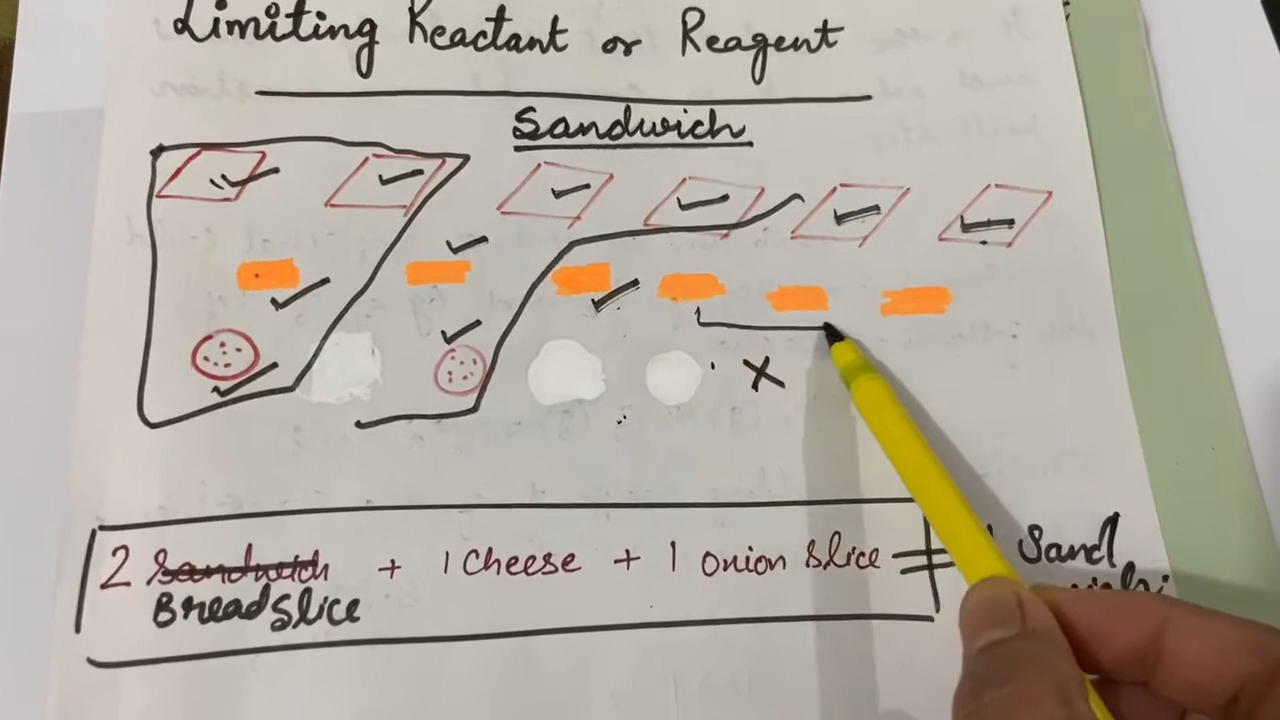 Limiting Reactant or Reagent
Sandwich
2 Sandwich + 1 Cheese + 1 onion slice = Sand
Bread Slice